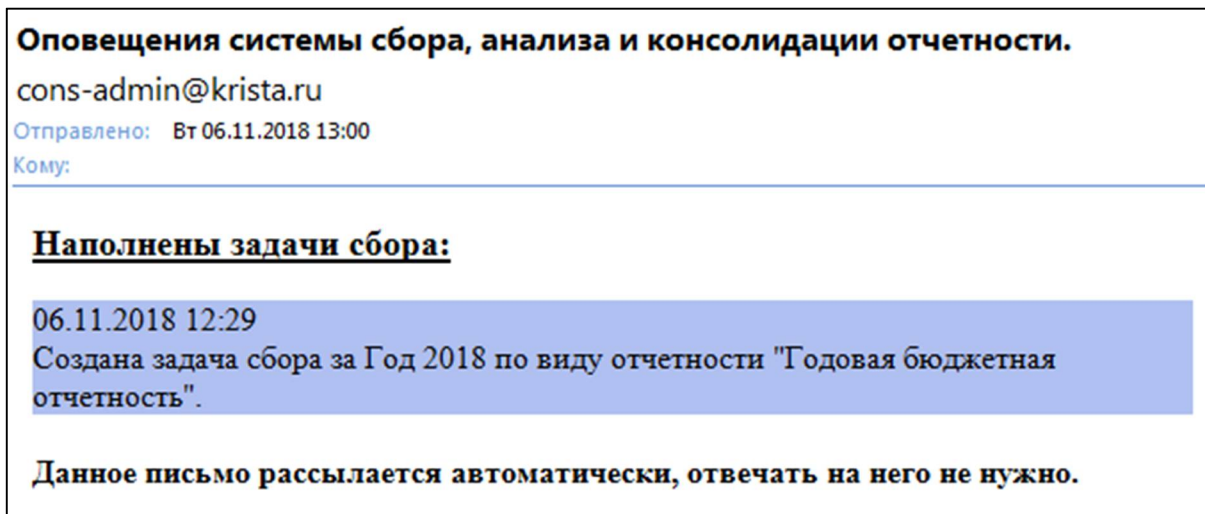 Оповещения системы сбора, анализа и консолидации отчетности.
cons-admin@krista.ru
Отправлено: Вт 06.11.2018 13:00
Кому:
Наполнены задачи сбора:
06.11.2018 12:29
Создана задача сбора за Год 2018 по виду отчетности "Годовая бюджетная
отчетность".
Данное письмо рассылается автоматически, отвечать на него не нужно.